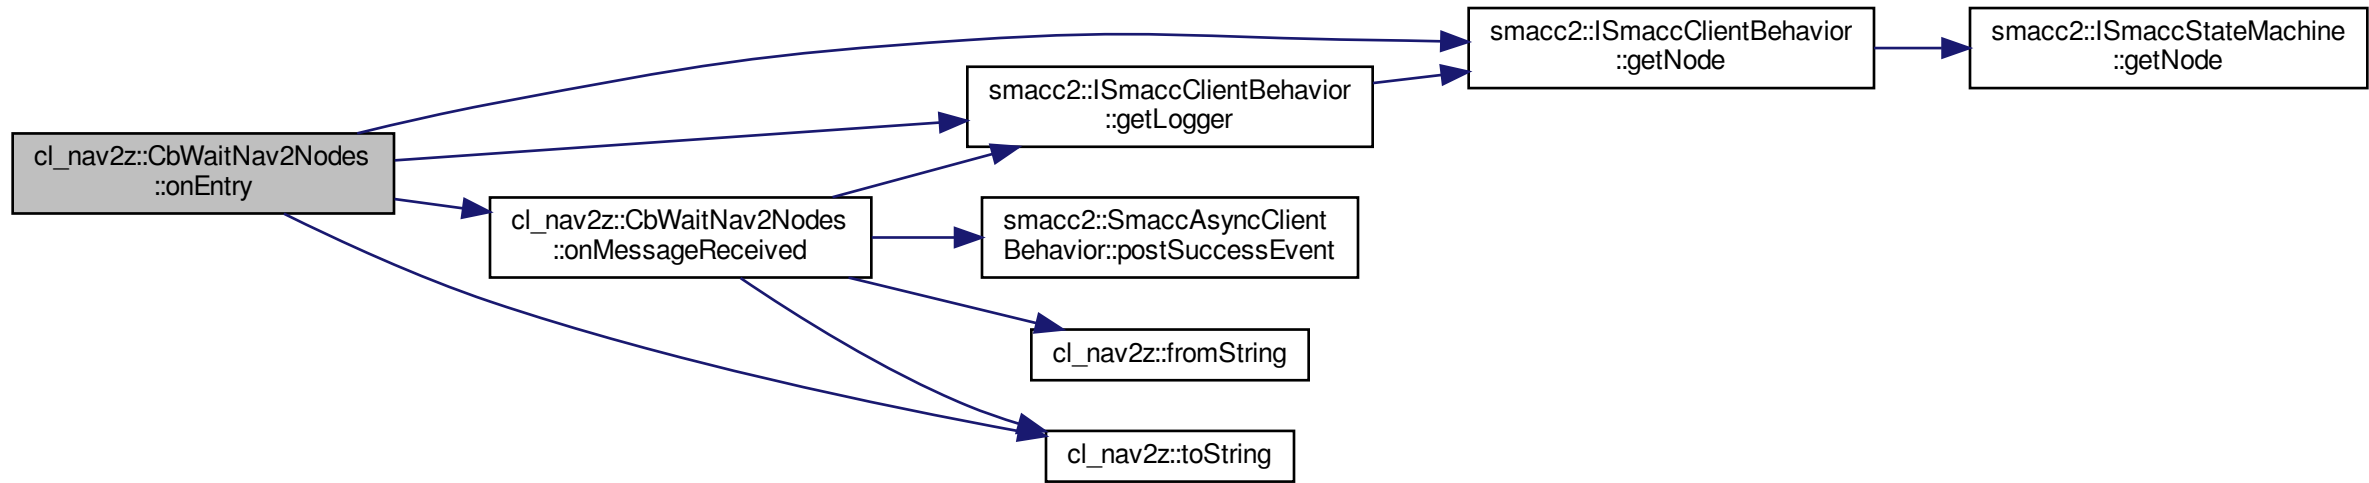 cl_nav2z::CbWaitNav2Nodes
::onEntry
cl_nav2z::CbWaitNav2Nodes
::onMessageReceived
smacc2::ISmaccClientBehavior
::getLogger
smacc2::SmaccAsyncClient
Behavior::postSuccessEvent
cl_nav2z::fromString
cl_nav2z::toString
smacc2::ISmaccClientBehavior
::getNode
smacc2::ISmaccStateMachine
::getNode